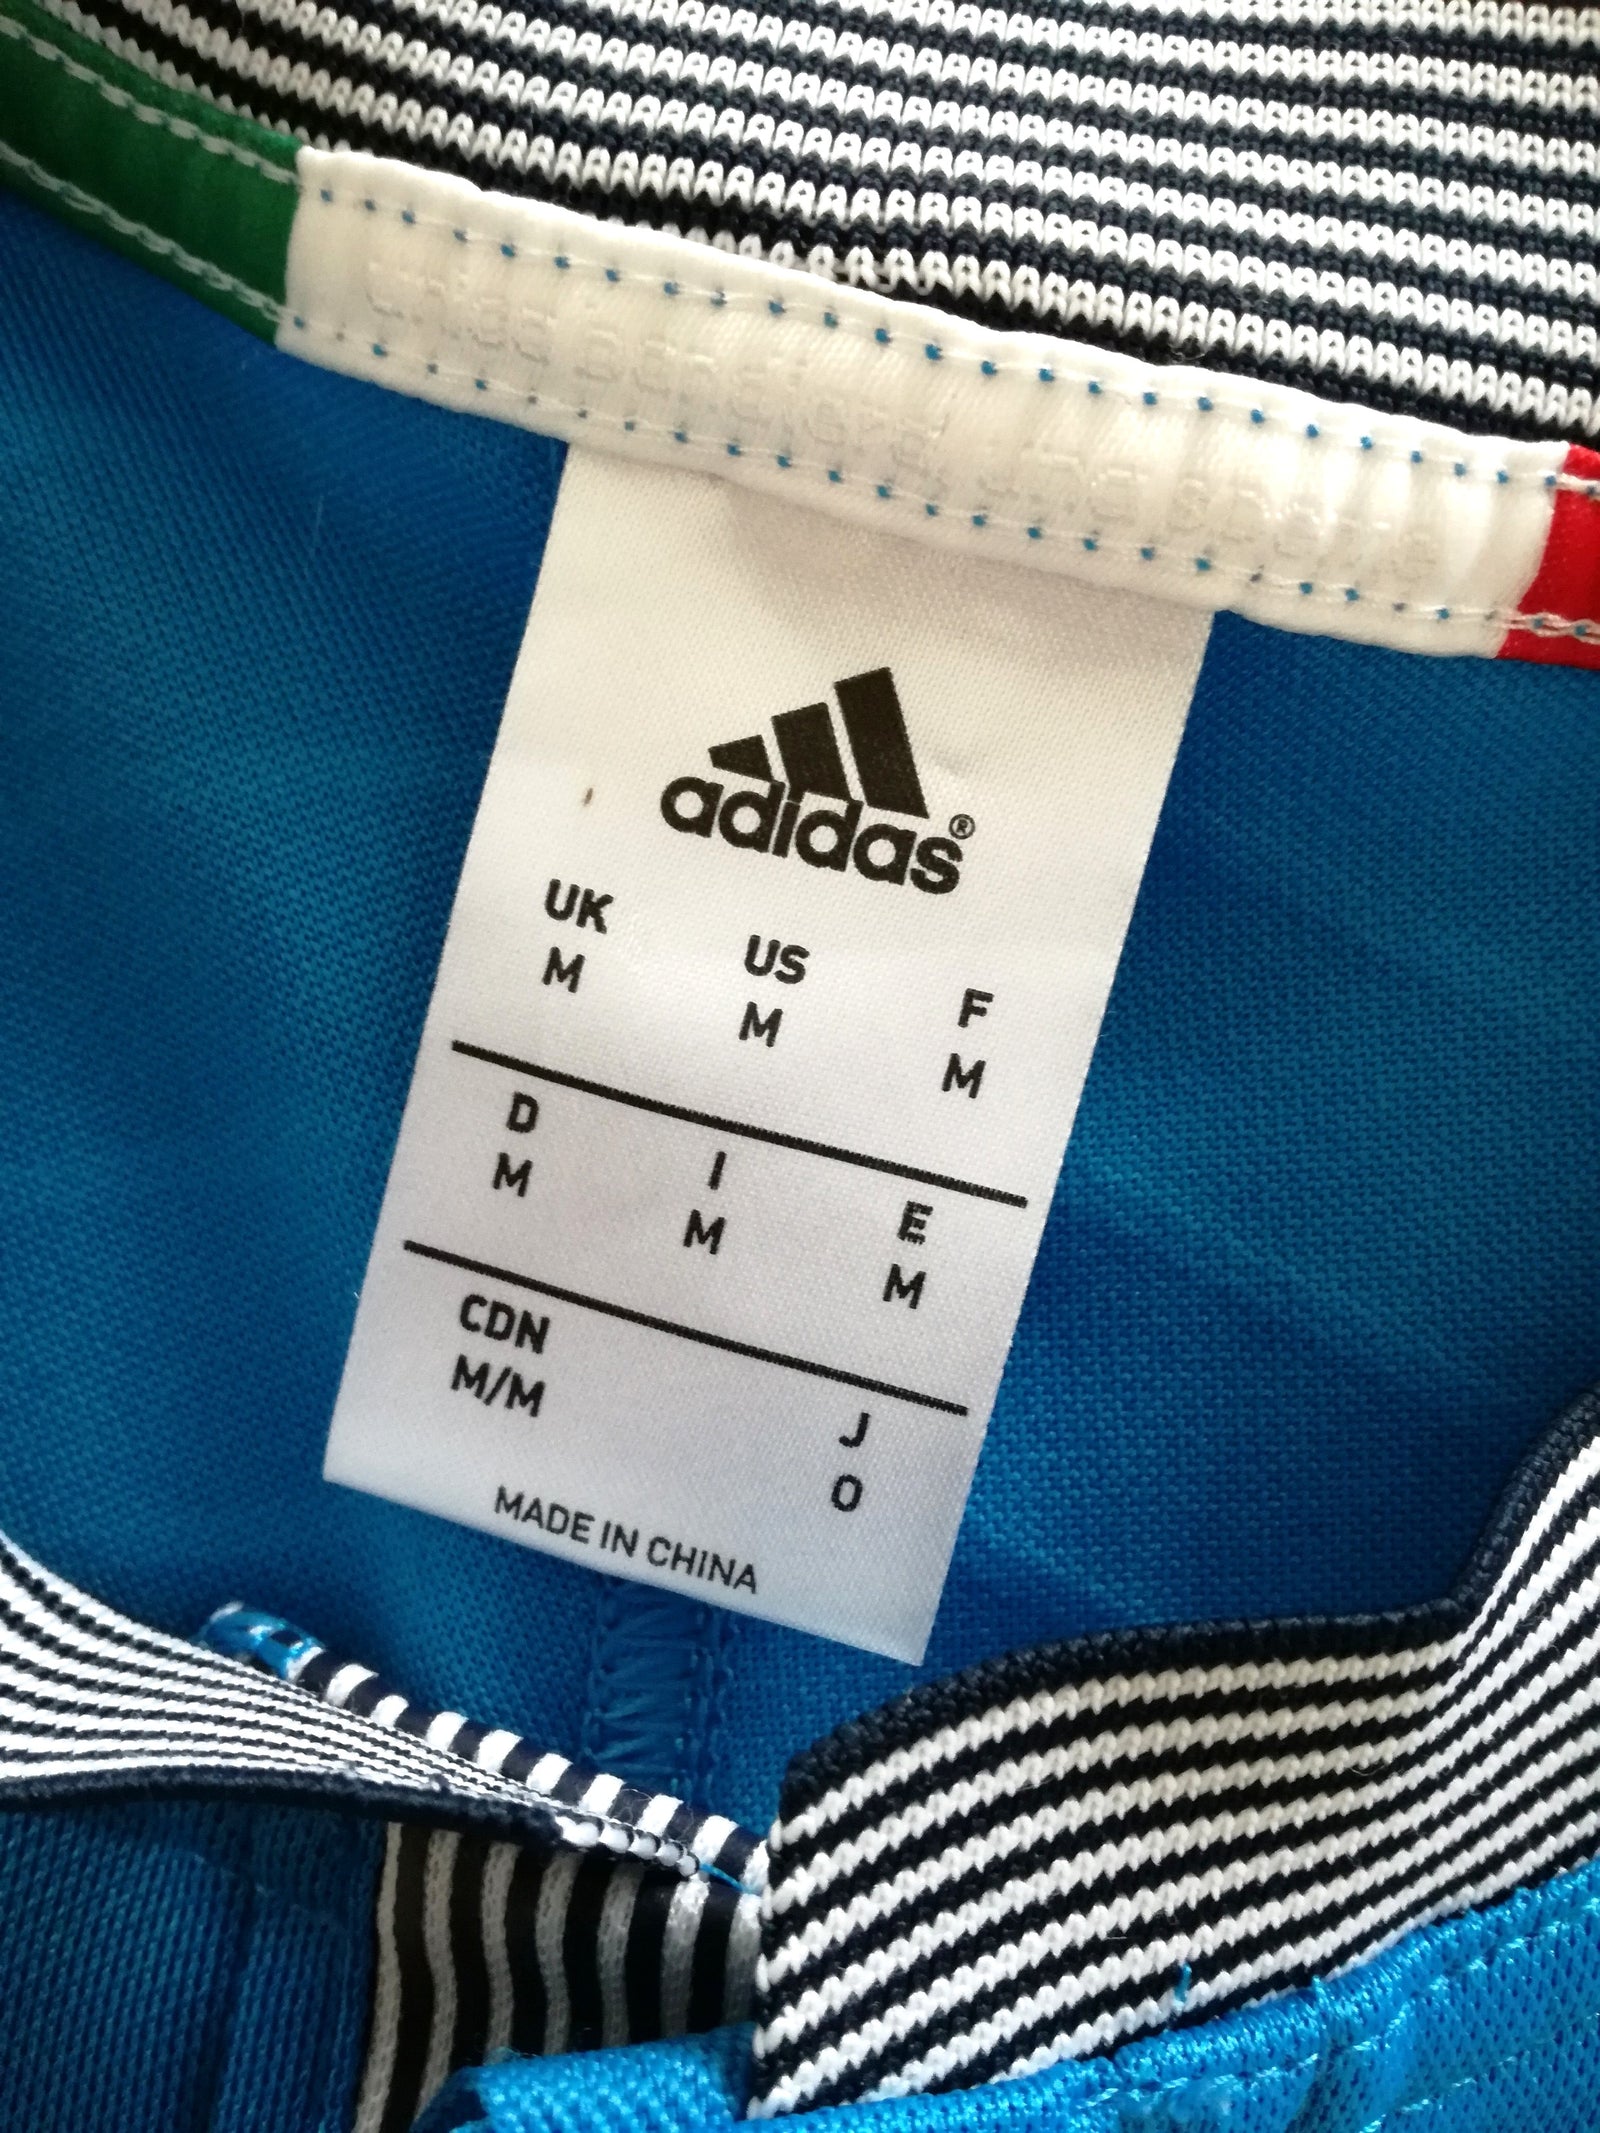 adidas®
UK US F
M M M
D I E
M M M
CDN J
M/M O
MADE IN CHINA